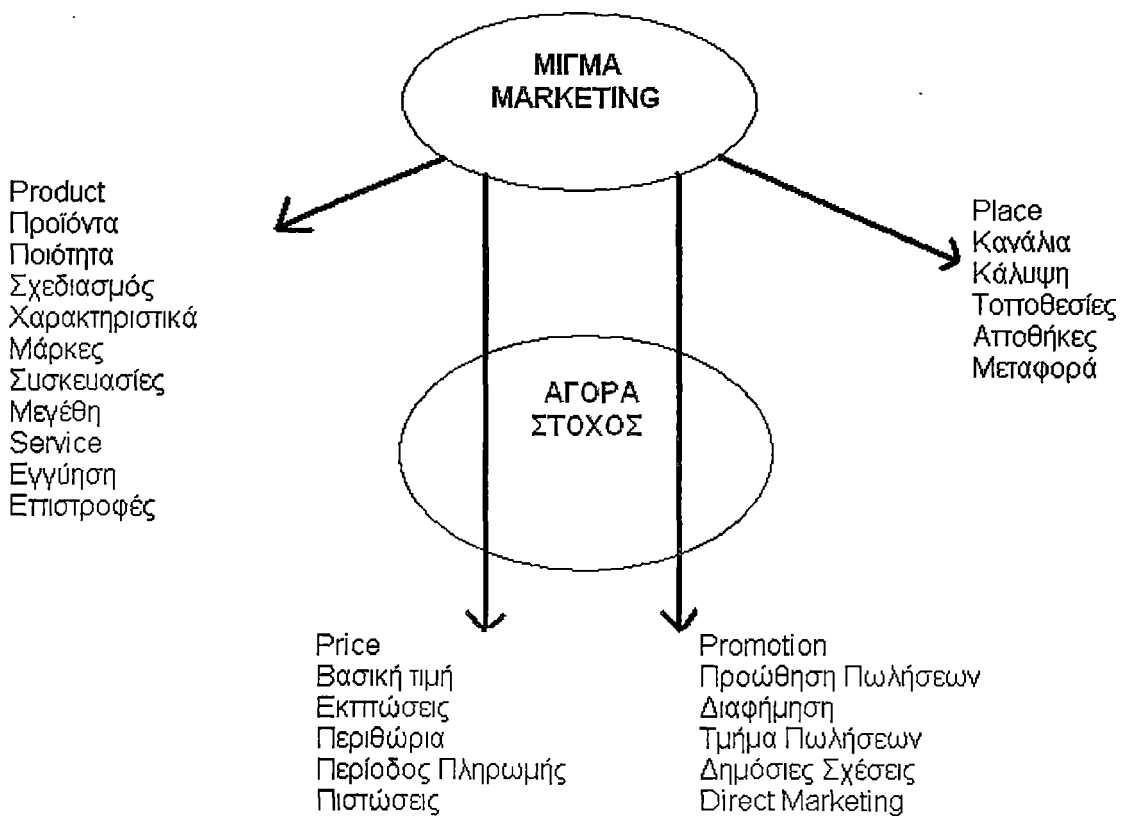 ΜΙΓΜΑ
MARKETING
Product
Προϊόντα
Ποιότητα
Σχεδιασμός
Χαρακτηριστικά
Μάρκες
Συσκευασίες
Μεγέθη
Service
Εγγύηση
Επιστροφές
Place
Κανάλια
Κάλυψη
Τοποθεσίες
Αποθήκες
Μεταφορά
ΑΓΟΡΑ
ΣΤΟΧΟΣ
Price
Βασική τιμή
Εκπτώσεις
Περιθώρια
Περίοδος Πληρωμής
Πιστώσεις
Promotion
Προώθηση Πωλήσεων
Διαφήμηση
Τμήμα Πωλήσεων
Δημόσιες Σχέσεις
Direct Marketing